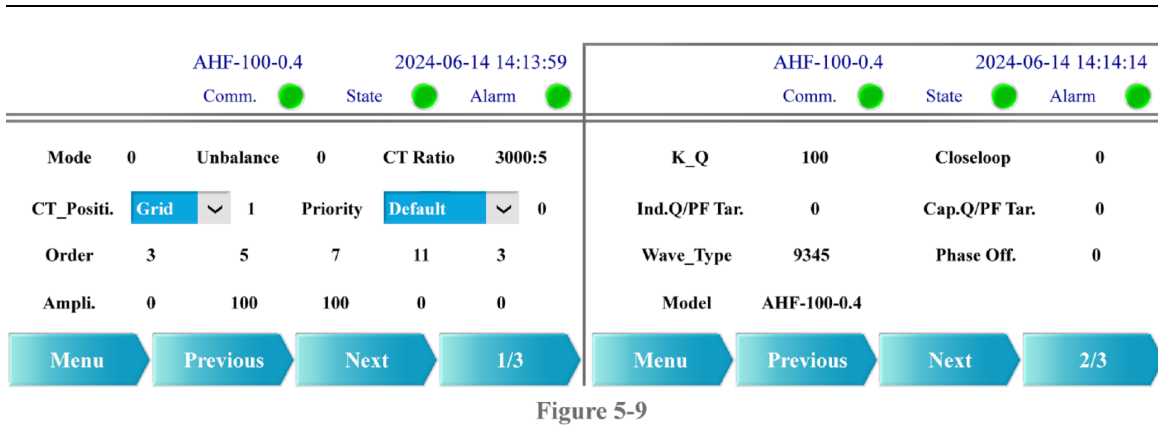 AHF-100-0.4 2024-06-14 14:13:59
Comm. State Alarm
Mode 0 Unbalance 0 CT Ratio 3000:5
CT_Positi. Grid 1 Priority Default 0
Order 3 5 7 11 3
Ampli. 0 100 100 0 0
Menu Previous Next 1/3
AHF-100-0.4 2024-06-14 14:14:14
Comm. State Alarm
K_Q 100 Closeloop 0
Ind.Q/PF Tar. 0 Cap.Q/PF Tar. 0
Wave_Type 9345 Phase Off. 0
Model AHF-100-0.4
Menu Previous Next 2/3
Figure 5-9